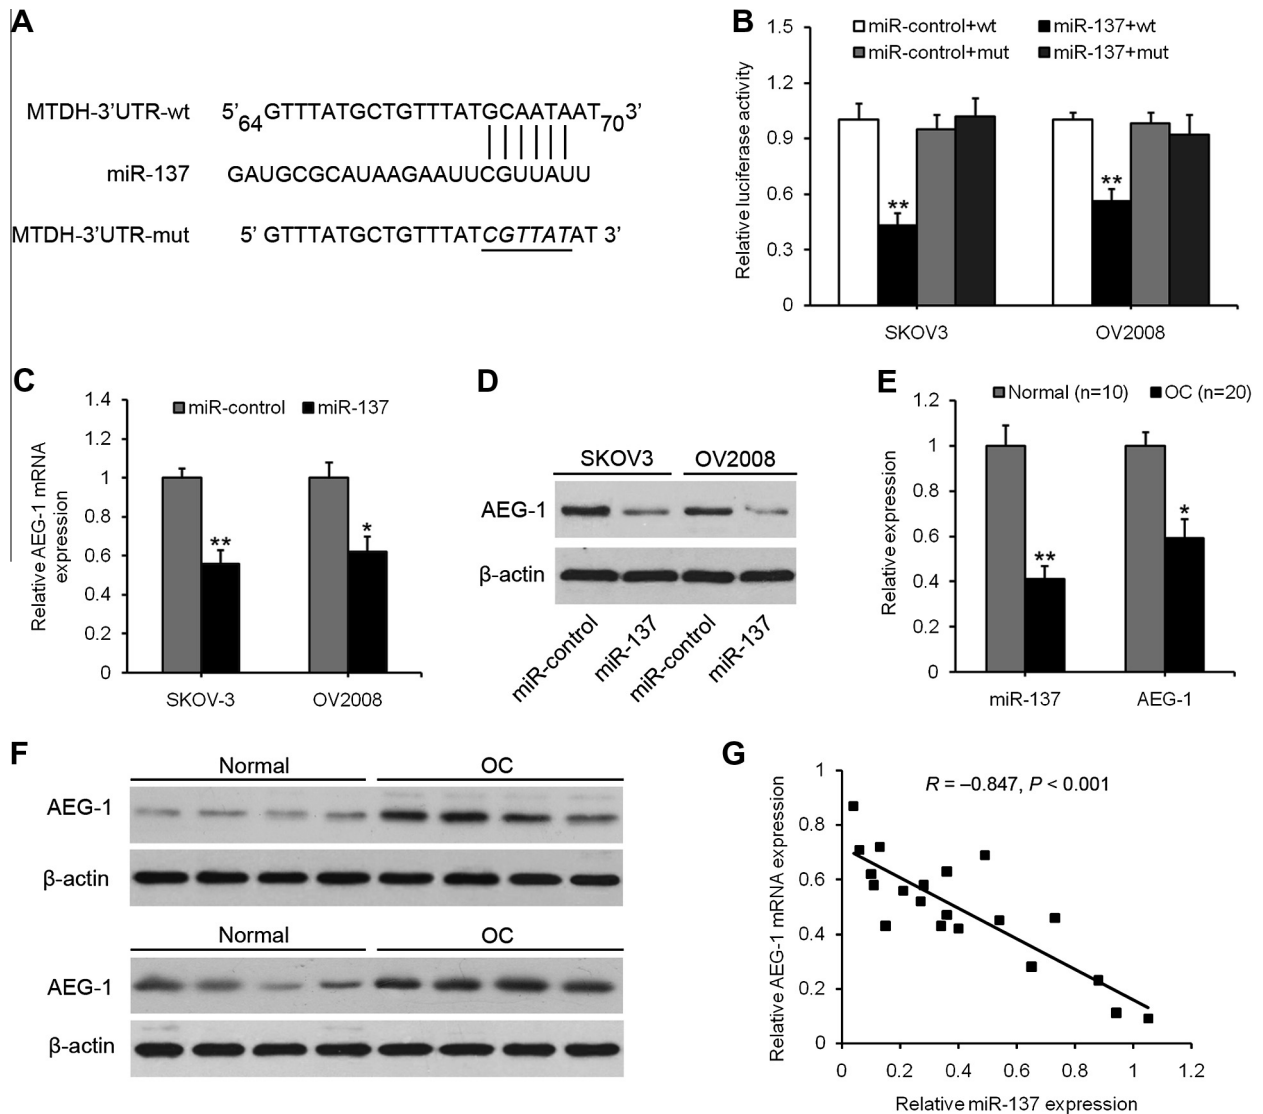 A
MTDH-3'UTR-wt 5' 64 GTTTATGCTGTTTATGCAATAAT 70 3'
miR-137 GAUGCGCAUAAGAAUUCGUUAUU
MTDH-3'UTR-mut 5' GTTTATGCTGTTTATCGTTATAT 3'
B
miR-control+wt miR-137+wt
miR-control+mut miR-137+mut
Relative luciferase activity
1.5
1.2
0.9
0.6
0.3
0
**
**
SKOV3 OV2008
C
miR-control miR-137
Relative AEG-1 mRNA
expression
1.4
1.2
1
0.8
0.6
0.4
0.2
0
**
*
SKOV-3 OV2008
D
SKOV3 OV2008
AEG-1
β-actin
miR-control miR-137 miR-control miR-137
E
Normal (n=10) OC (n=20)
Relative expression
1.2
1
0.8
0.6
0.4
0.2
0
**
*
miR-137 AEG-1
F
Normal OC
AEG-1
β-actin
Normal OC
AEG-1
β-actin
G
R = –0.847, P < 0.001
Relative AEG-1 mRNA expression
1
0.8
0.6
0.4
0.2
0
0 0.2 0.4 0.6 0.8 1 1.2
Relative miR-137 expression